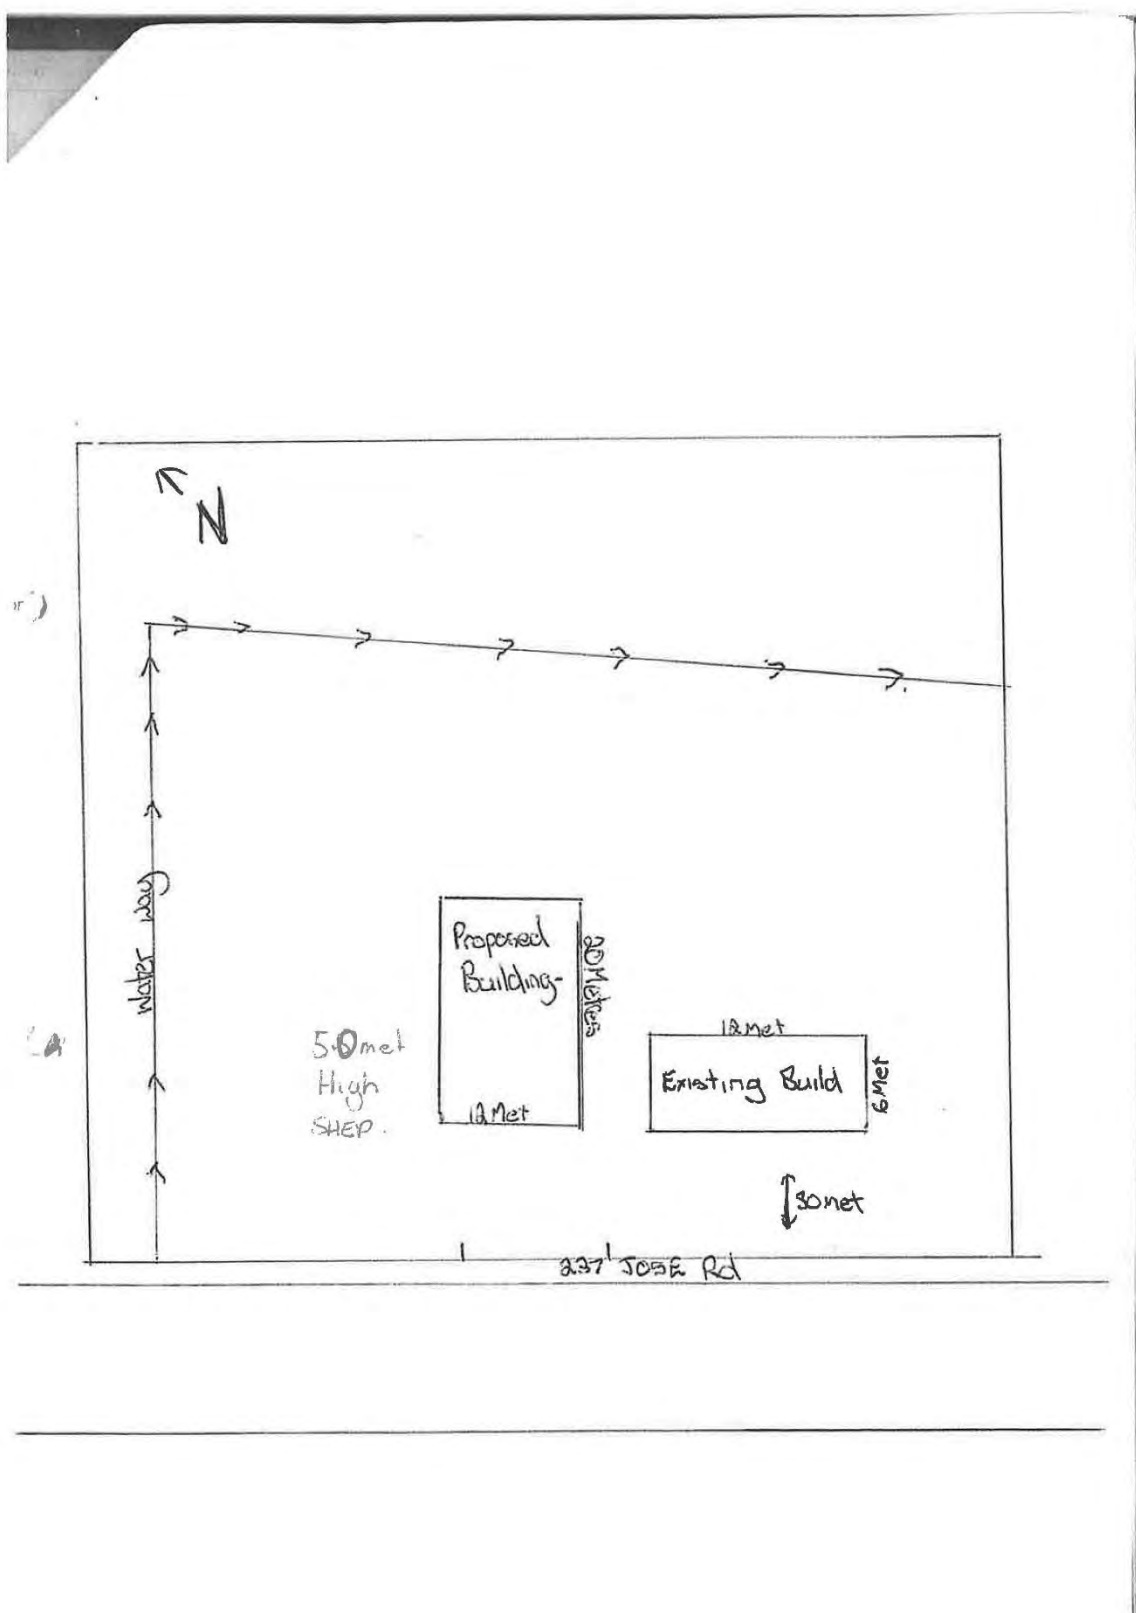 N
Water way
Proposed
Building
20 Metres
12 Met
5.0 met
High
SHED.
12 Met
Existing Build
6 Met
30 met
237 JOSE Rd